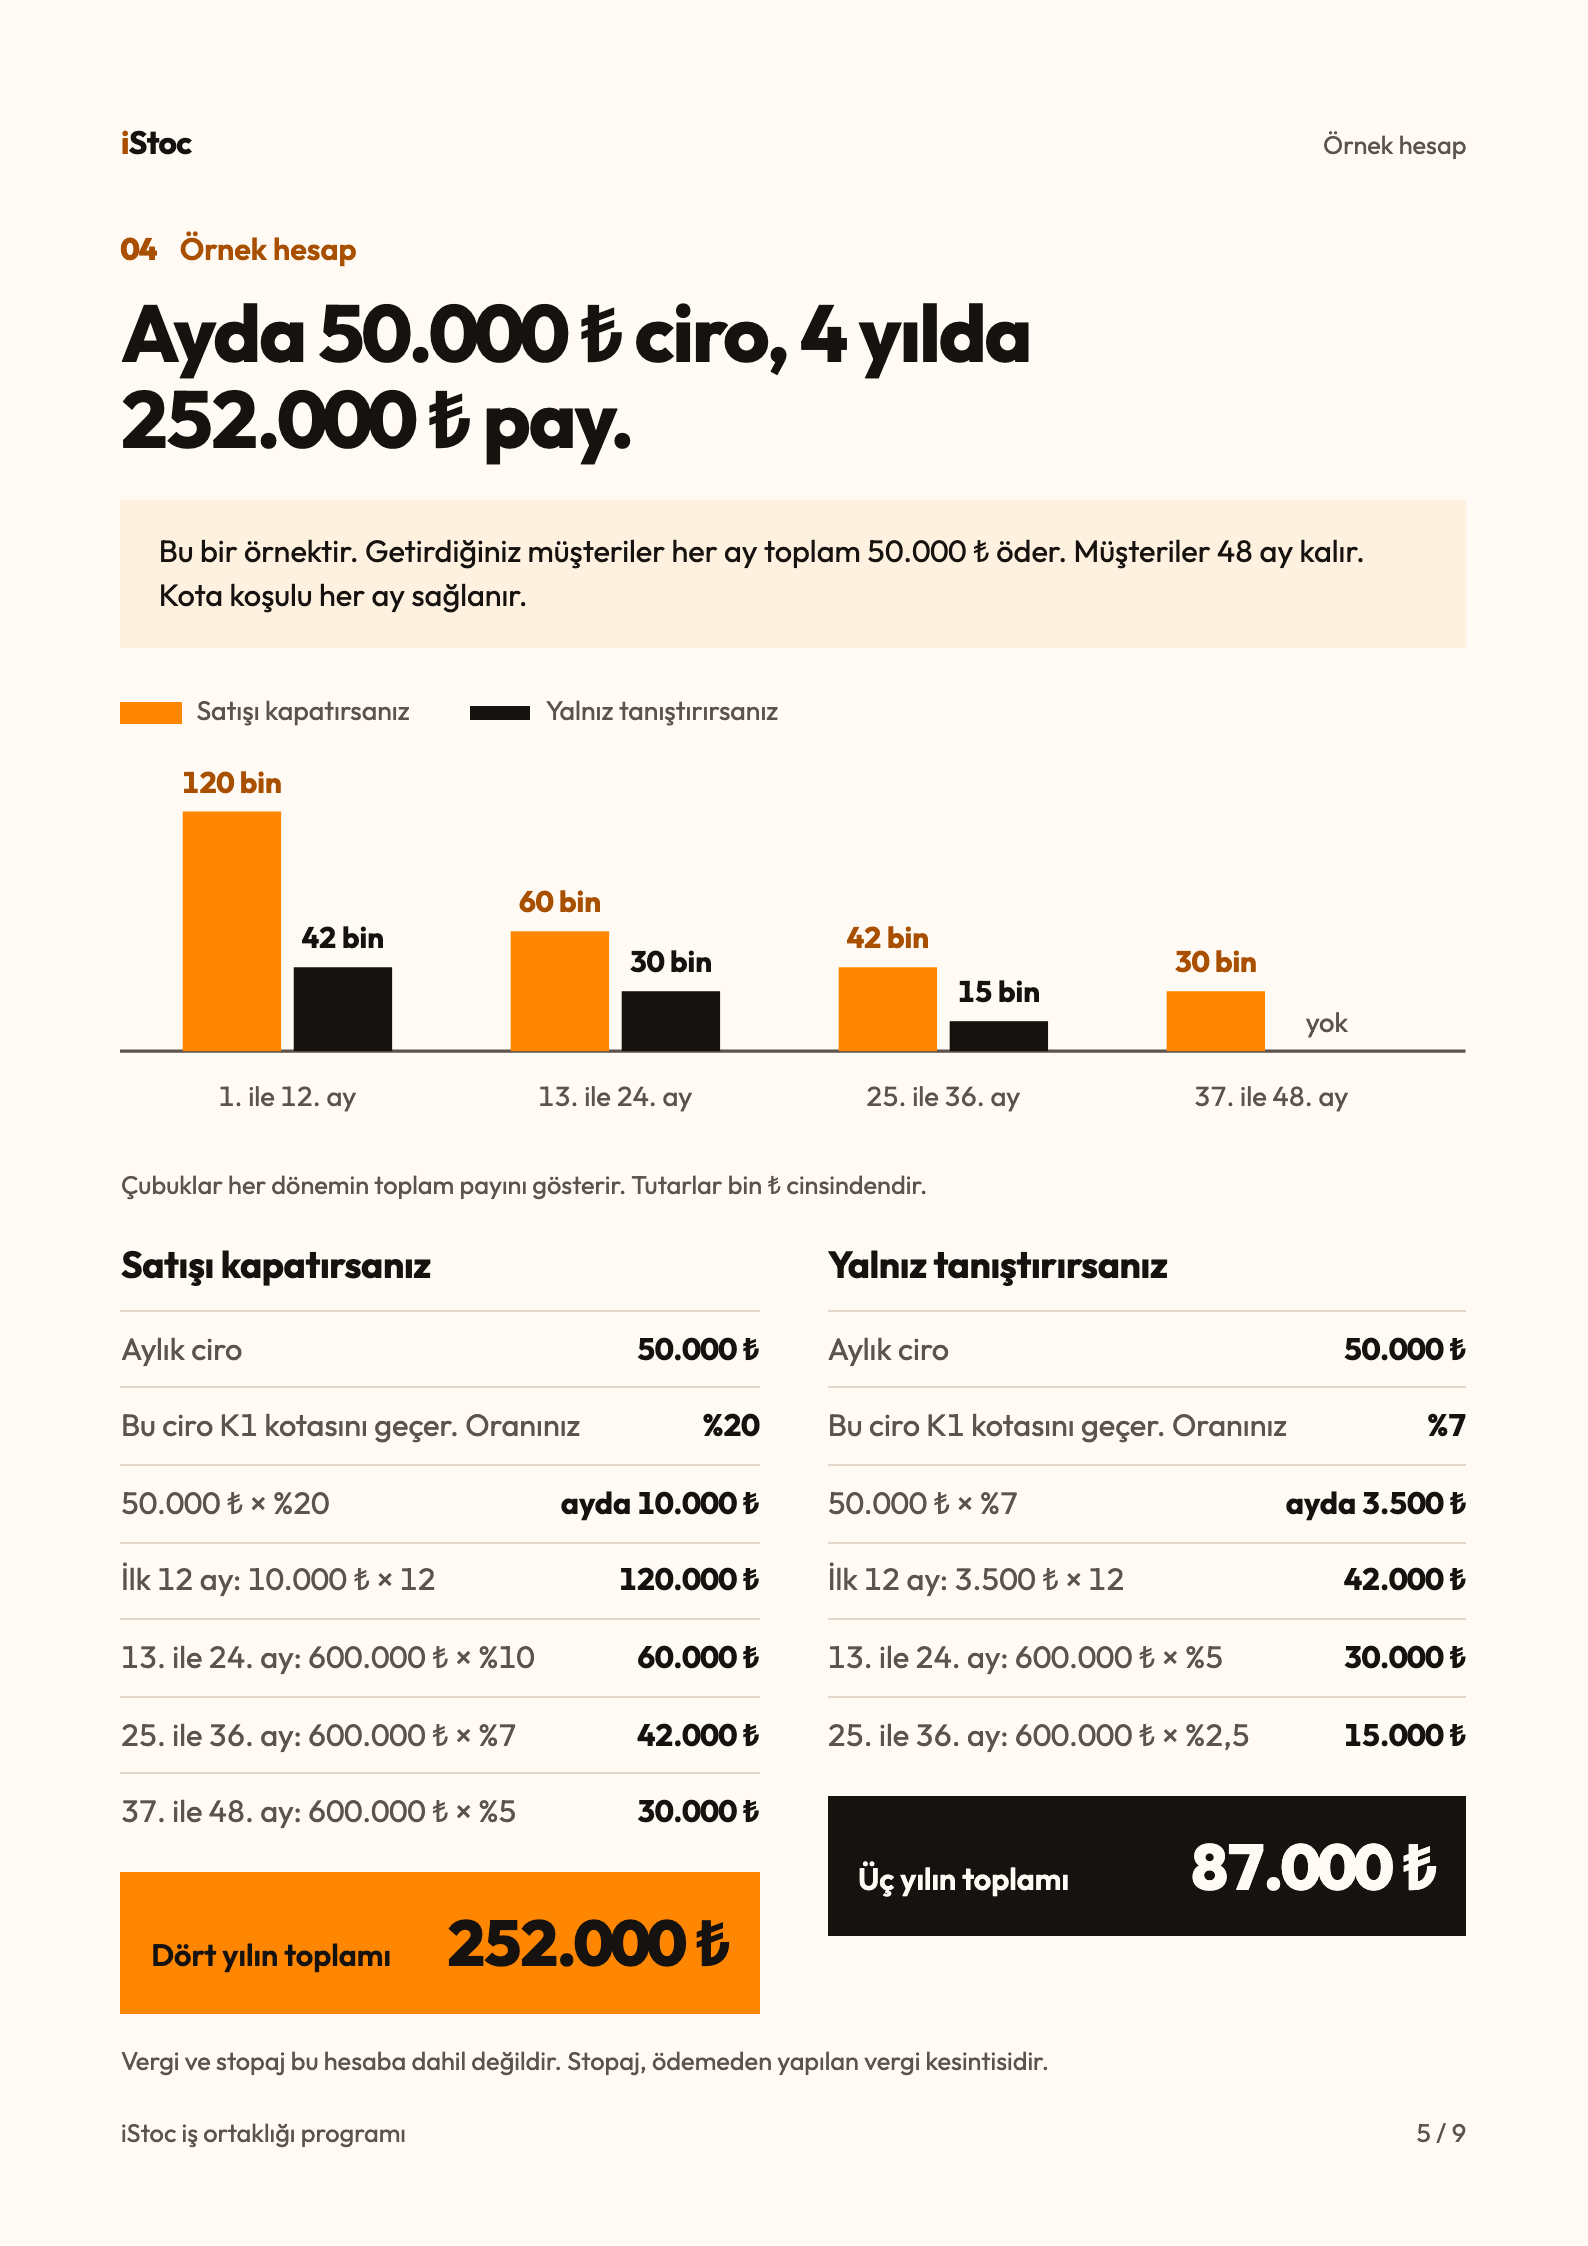 iStoc
Örnek hesap
04 Örnek hesap
Ayda 50.000 ₺ ciro, 4 yılda
252.000 ₺ pay.
Bu bir örnektir. Getirdiğiniz müşteriler her ay toplam 50.000 ₺ öder. Müşteriler 48 ay kalır.
Kota koşulu her ay sağlanır.
Satışı kapatırsanız
Yalnız tanıştırırsanız
120 bin
42 bin
60 bin
30 bin
42 bin
15 bin
30 bin
yok
1. ile 12. ay
13. ile 24. ay
25. ile 36. ay
37. ile 48. ay
Çubuklar her dönemin toplam payını gösterir. Tutarlar bin ₺ cinsindendir.
Satışı kapatırsanız
Aylık ciro 50.000 ₺
Bu ciro K1 kotasını geçer. Oranınız %20
50.000 ₺ × %20 ayda 10.000 ₺
İlk 12 ay: 10.000 ₺ × 12 120.000 ₺
13. ile 24. ay: 600.000 ₺ × %10 60.000 ₺
25. ile 36. ay: 600.000 ₺ × %7 42.000 ₺
37. ile 48. ay: 600.000 ₺ × %5 30.000 ₺
Dört yılın toplamı 252.000 ₺
Yalnız tanıştırırsanız
Aylık ciro 50.000 ₺
Bu ciro K1 kotasını geçer. Oranınız %7
50.000 ₺ × %7 ayda 3.500 ₺
İlk 12 ay: 3.500 ₺ × 12 42.000 ₺
13. ile 24. ay: 600.000 ₺ × %5 30.000 ₺
25. ile 36. ay: 600.000 ₺ × %2,5 15.000 ₺
Üç yılın toplamı 87.000 ₺
Vergi ve stopaj bu hesaba dahil değildir. Stopaj, ödemeden yapılan vergi kesintisidir.
iStoc iş ortaklığı programı
5 / 9